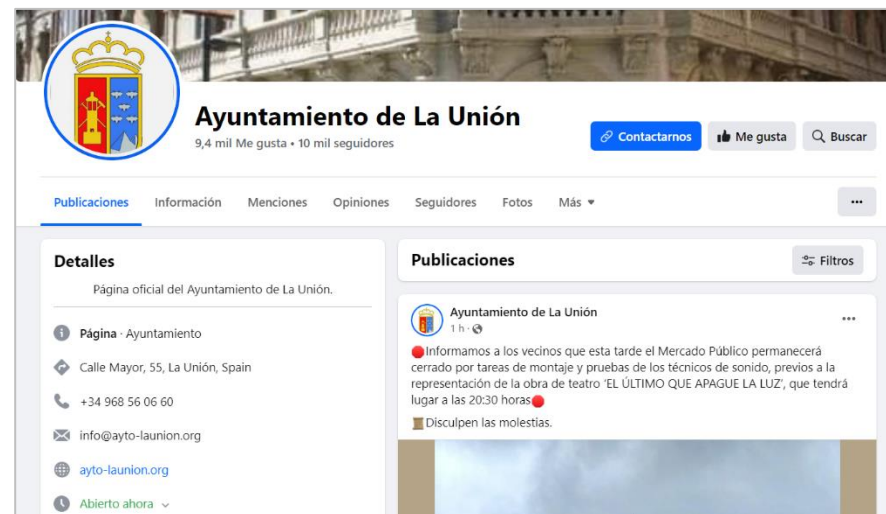 Ayuntamiento de La Unión
9,4 mil Me gusta • 10 mil seguidores
Contactarnos
Me gusta
Buscar
Publicaciones
Información
Menciones
Opiniones
Seguidores
Fotos
Más
Detalles
Página oficial del Ayuntamiento de La Unión.
Página · Ayuntamiento
Calle Mayor, 55, La Unión, Spain
+34 968 56 06 60
info@ayto-launion.org
ayto-launion.org
Abierto ahora
Publicaciones
Filtros
Ayuntamiento de La Unión
1 h ·
🔴Informamos a los vecinos que esta tarde el Mercado Público permanecerá
cerrado por tareas de montaje y pruebas de los técnicos de sonido, previos a la
representación de la obra de teatro 'EL ÚLTIMO QUE APAGUE LA LUZ', que tendrá
lugar a las 20:30 horas🔴
📜Disculpen las molestias.